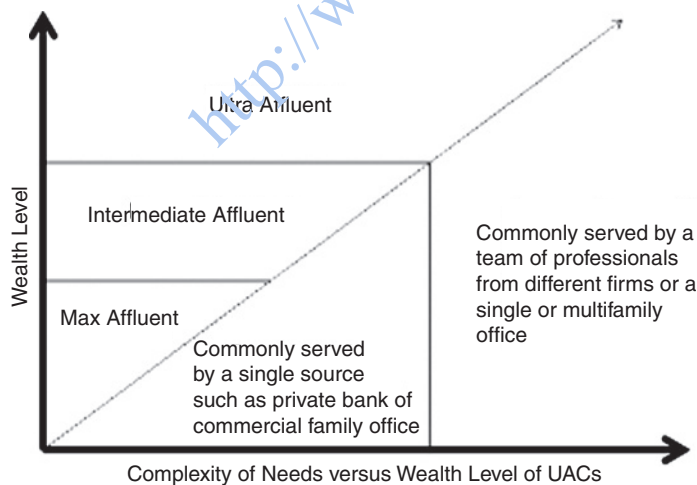 http://w
Ultra Affluent
Intermediate Affluent
Max Affluent
Wealth Level
Commonly served by a
team of professionals
from different firms or a
single or multifamily
office
Commonly served
by a single source
such as private bank of
commercial family office
Complexity of Needs versus Wealth Level of UACs